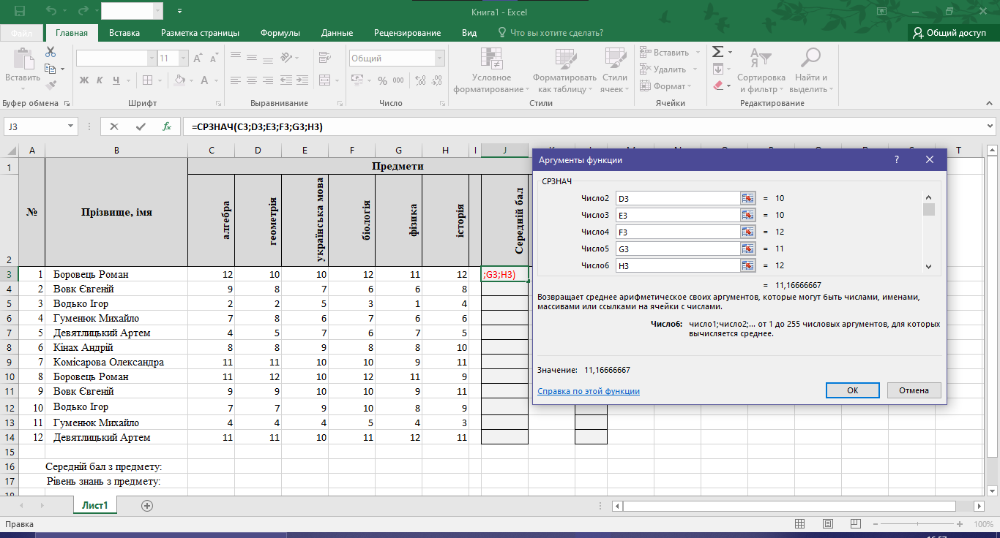 Книга1 - Excel
Файл Главная Вставка Разметка страницы Формулы Данные Рецензирование Вид Что вы хотите сделать? Общий доступ
Вставить
Ж К Ч
11
A A
A
Общий
% 000
Условное форматирование
Форматировать как таблицу
Стили ячеек
Вставить
Удалить
Формат
Сортировка и фильтр
Найти и выделить
Буфер обмена Шрифт Выравнивание Число Стили Ячейки Редактирование
J3 fx =СРЗНАЧ(C3;D3;E3;F3;G3;H3)
A B C D E F G H I J T
1 Предмети
2 № Прізвище, імя алгебра геометрія українська мова біологія фізика історія Середній бал
3 1 Боровець Роман 12 10 10 12 11 12 ;G3;H3)
4 2 Вовк Євгеній 9 8 7 6 6 8
5 3 Водько Ігор 2 2 5 3 1 4
6 4 Гуменюк Михайло 7 8 6 7 6 6
7 5 Девятлицький Артем 4 5 7 6 7 5
8 6 Кінах Андрій 8 8 9 8 8 10
9 7 Комісарова Олександра 11 11 10 10 9 11
10 8 Боровець Роман 11 12 10 12 11 9
11 9 Вовк Євгеній 9 9 10 10 9 11
12 10 Водько Ігор 7 7 9 10 8 9
13 11 Гуменюк Михайло 4 4 4 5 4 3
14 12 Девятлицький Артем 11 11 10 11 12 11
15
16 Середній бал з предмету:
17 Рівень знань з предмету:
Аргументы функции ?
СРЗНАЧ
Число2 D3 = 10
Число3 E3 = 10
Число4 F3 = 12
Число5 G3 = 11
Число6 H3 = 12
= 11,16666667
Возвращает среднее арифметическое своих аргументов, которые могут быть числами, именами,
массивами или ссылками на ячейки с числами.
Число6: число1;число2;... от 1 до 255 числовых аргументов, для которых
вычисляется среднее.
Значение: 11,16666667
Справка по этой функции
ОК Отмена
Лист1
Правка 100%